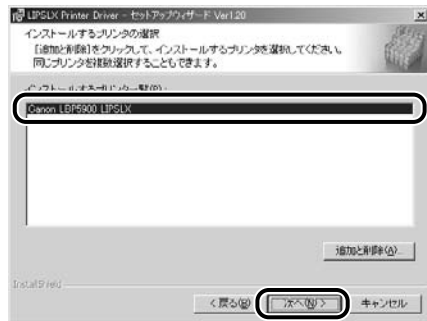 LIPSLX Printer Driver - セットアップウィザード Ver1.20
インストールするプリンタの選択
[追加と削除]をクリックして、インストールするプリンタを選択してください。
同じプリンタを複数選択することもできます。
インストールするプリンター覧(P):
Canon LBP5900 LIPSLX
追加と削除(A)...
InstallShield
< 戻る(B)
次へ(N) >
キャンセル